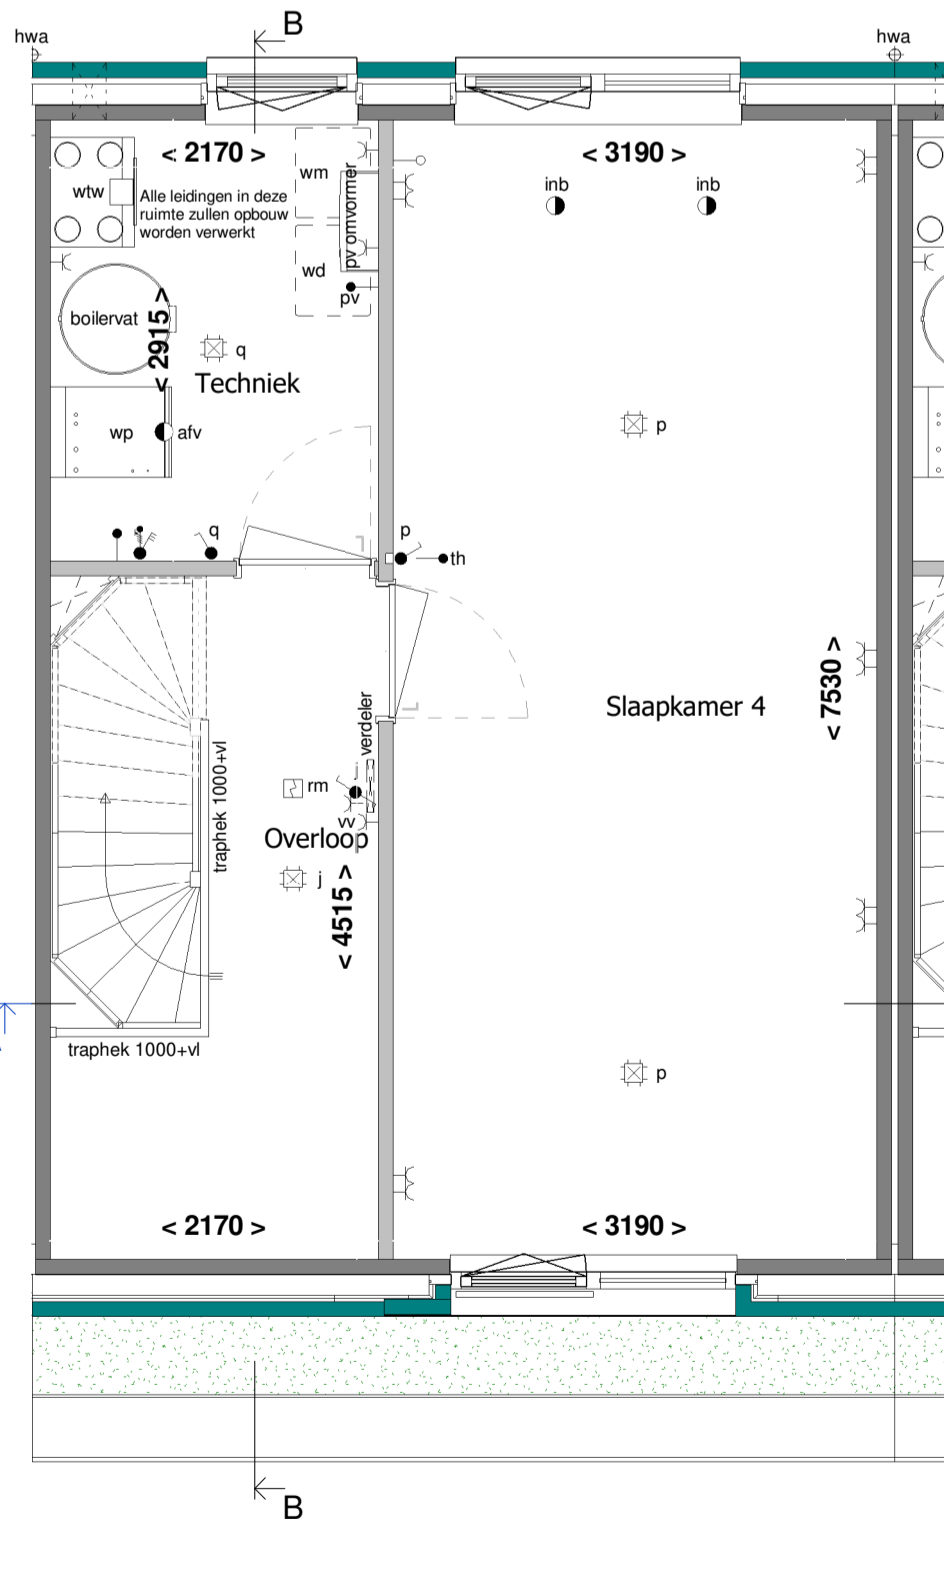 B
hwa
hwa
< 2170 >
< 3190 >
wm
pv omvormer
wtw
Alle leidingen in deze
ruimte zullen opbouw
worden verwerkt
inb
inb
wd
pv
boilervat
< 2915 >
q
Techniek
wp
afv
p
q
p
th
Slaapkamer 4
< 7530 >
verdeler
traphek 1000+vl
j
rm
vv
Overloop
j
< 4515 >
traphek 1000+vl
p
< 2170 >
< 3190 >
B